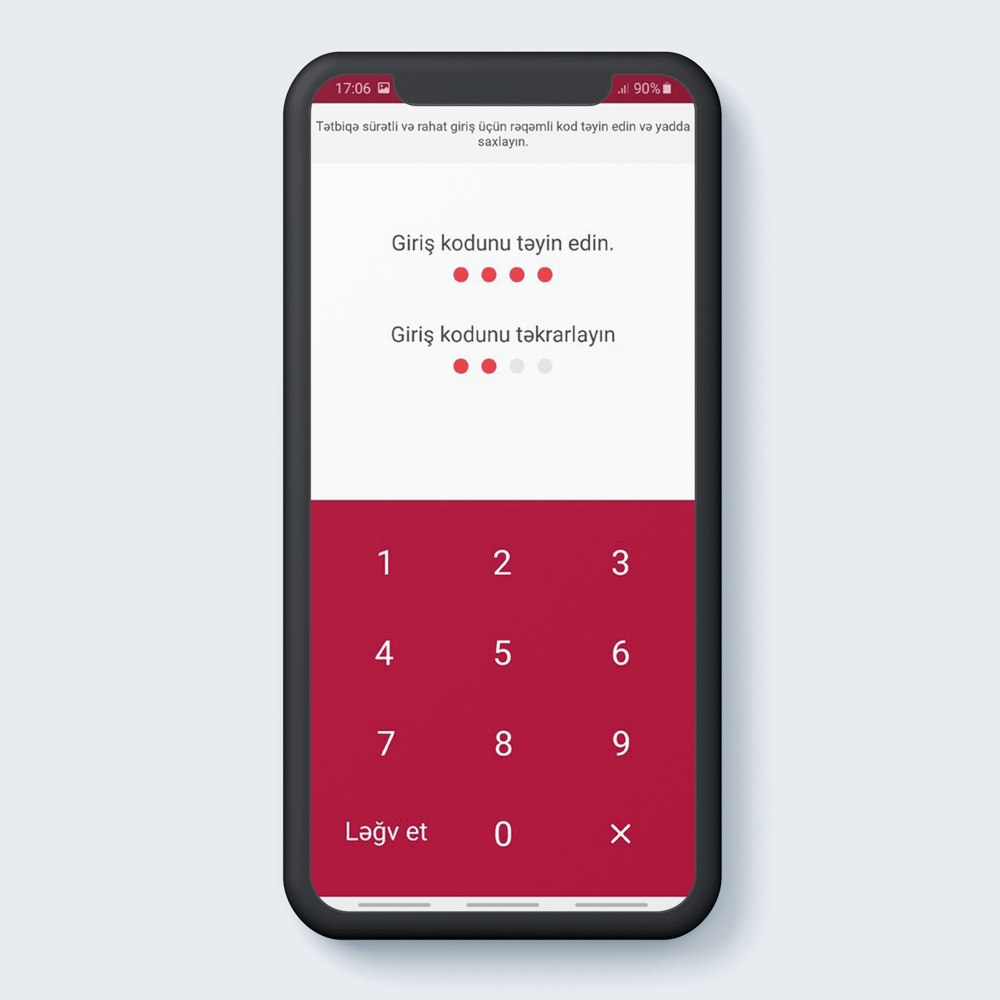 17:06 90%
Tətbiqə sürətli və rahat giriş üçün rəqəmli kod təyin edin və yadda
saxlayın.
Giriş kodunu təyin edin.
Giriş kodunu təkrarlayın
1 2 3
4 5 6
7 8 9
Ləğv et 0 ×